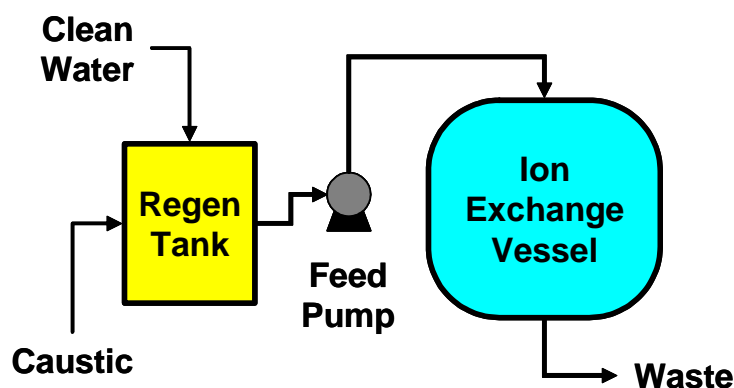 Clean
Water
Regen
Tank
Caustic
Feed
Pump
Ion
Exchange
Vessel
Waste